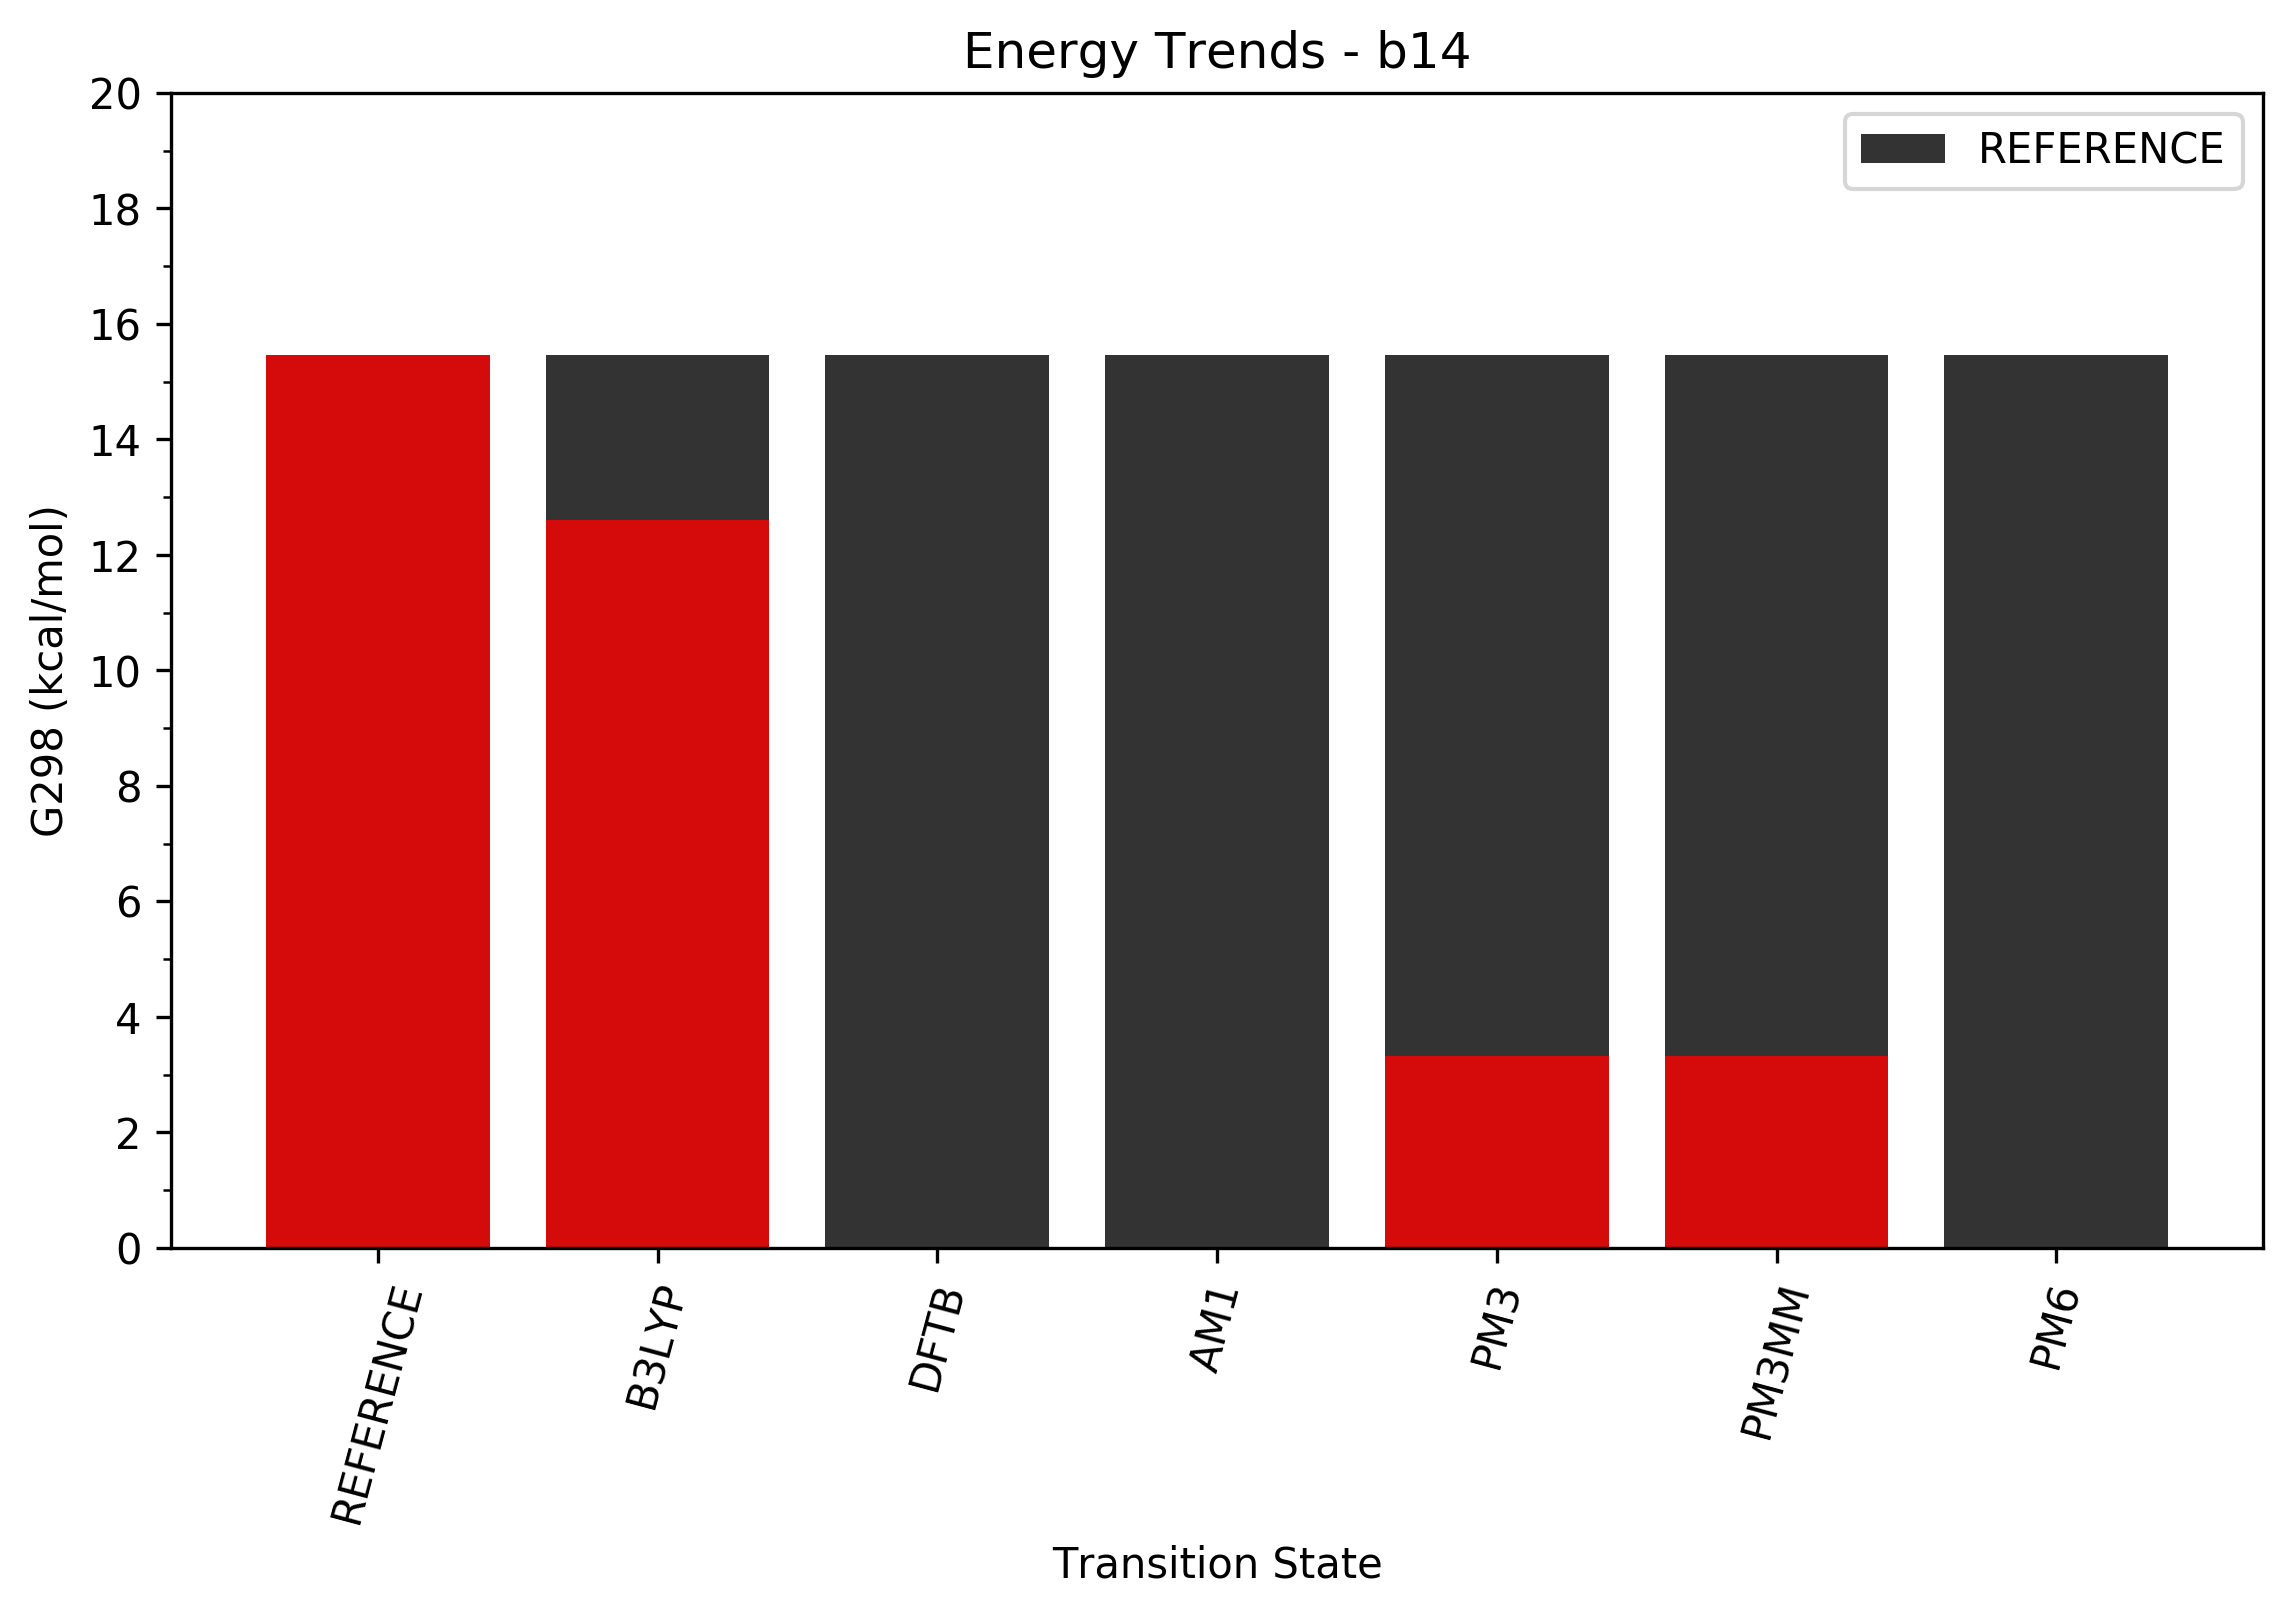 Energy Trends - b14
REFERENCE
G298 (kcal/mol)
20
18
16
14
12
10
8
6
4
2
0
REFERENCE
B3LYP
DFTB
AM1
PM3
PM3MM
PM6
Transition State